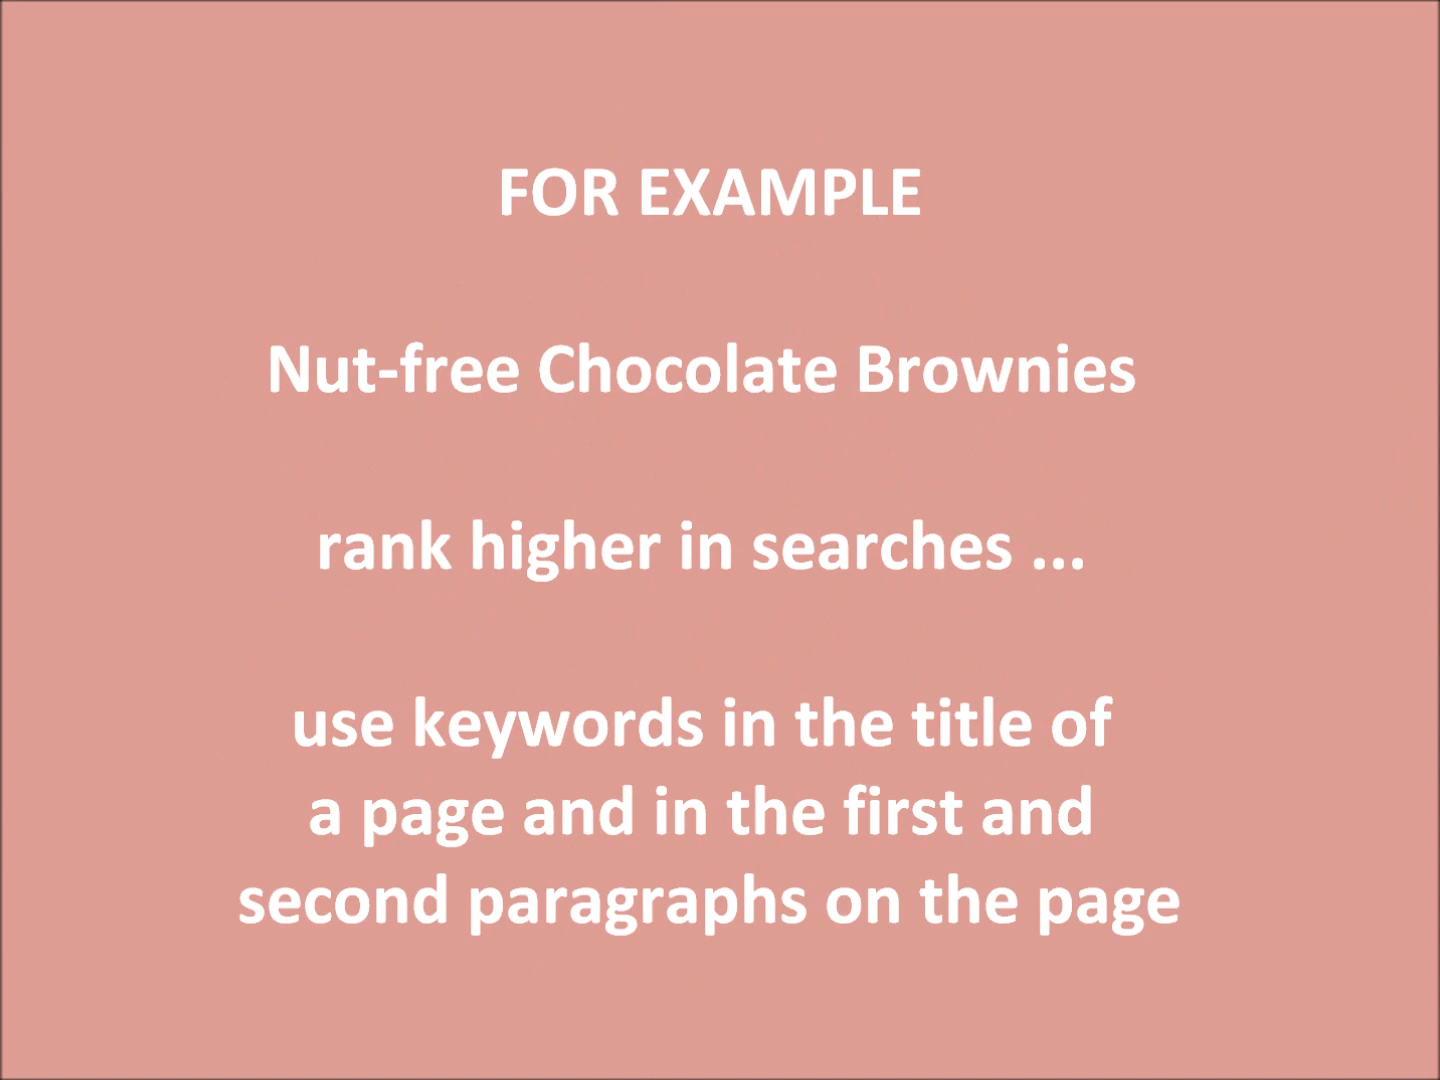 FOR EXAMPLE
Nut-free Chocolate Brownies
rank higher in searches ...
use keywords in the title of
a page and in the first and
second paragraphs on the page